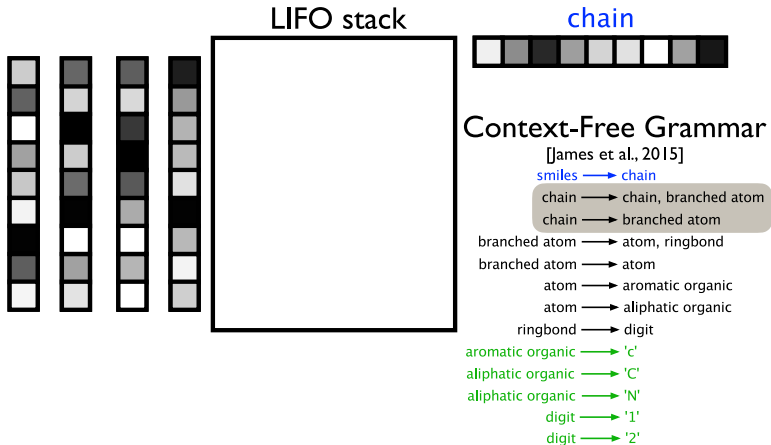 LIFO stack
chain
Context-Free Grammar
[James et al., 2015]
smiles → chain
chain → chain, branched atom
chain → branched atom
branched atom → atom, ringbond
branched atom → atom
atom → aromatic organic
atom → aliphatic organic
ringbond → digit
aromatic organic → 'c'
aliphatic organic → 'C'
aliphatic organic → 'N'
digit → '1'
digit → '2'